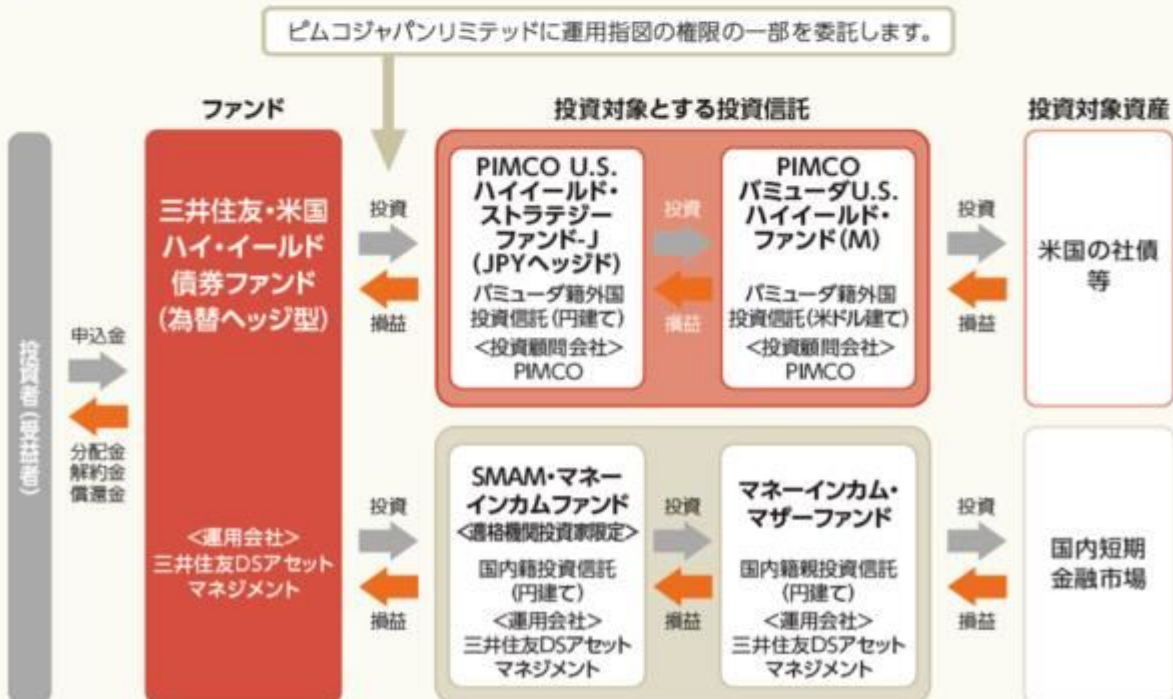 ピムコジャパンリミテッドに運用指図の権限の一部を委託します。
ファンド
投資対象とする投資信託
投資対象資産
投資者(受益者)
申込金
分配金
解約金
償還金
三井住友・米国
ハイ・イールド
債券ファンド
(為替ヘッジ型)
<運用会社>
三井住友DSアセット
マネジメント
投資
損益
PIMCO U.S.
ハイイールド・
ストラテジー
ファンド-J
(JPYヘッジド)
バミューダ籍外国
投資信託(円建て)
<投資顧問会社>
PIMCO
投資
損益
PIMCO
バミューダU.S.
ハイイールド・
ファンド(M)
バミューダ籍外国
投資信託(米ドル建て)
<投資顧問会社>
PIMCO
投資
損益
米国の社債
等
投資
損益
SMAM・マネー
インカムファンド
<適格機関投資家限定>
国内籍投資信託
(円建て)
<運用会社>
三井住友DSアセット
マネジメント
投資
損益
マネーインカム・
マザーファンド
国内籍親投資信託
(円建て)
<運用会社>
三井住友DSアセット
マネジメント
投資
損益
国内短期
金融市場